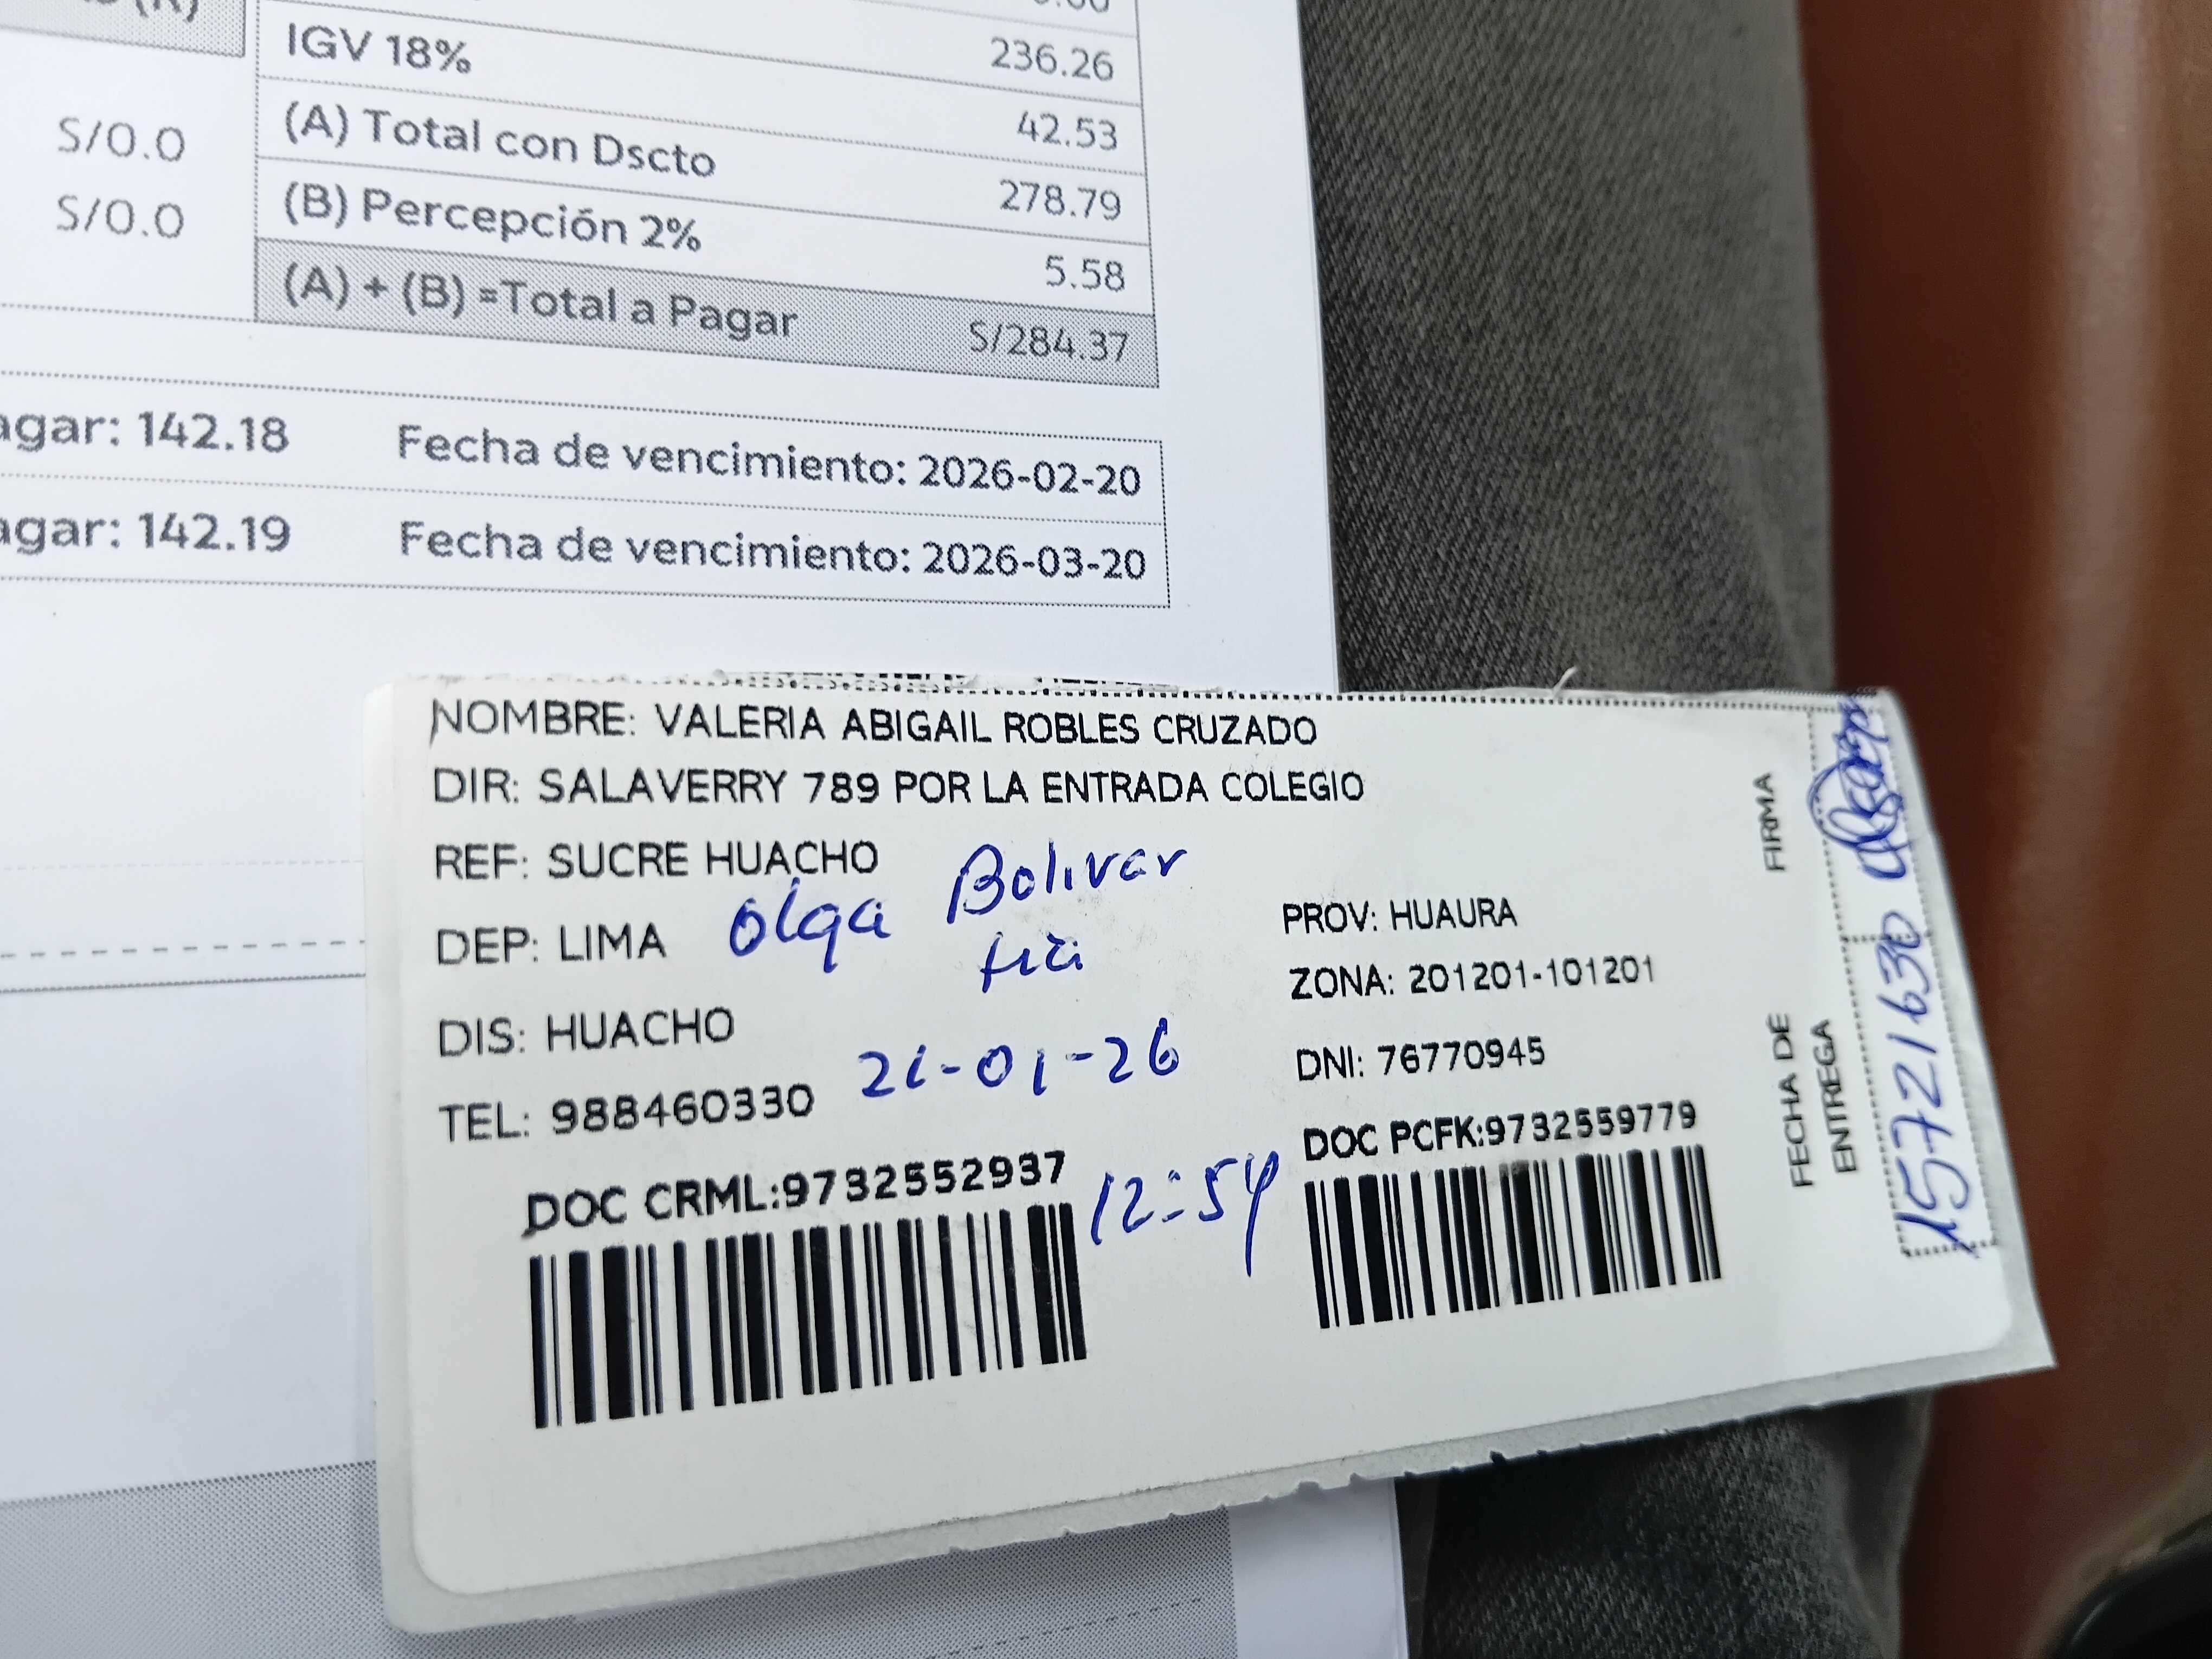 IGV 18% 236.26
(A) Total con Dscto 42.53
(B) Percepción 2% 278.79
5.58
(A) + (B) =Total a Pagar S/284.37
S/0.0
S/0.0
agar: 142.18 Fecha de vencimiento: 2026-02-20
agar: 142.19 Fecha de vencimiento: 2026-03-20
NOMBRE: VALERIA ABIGAIL ROBLES CRUZADO
DIR: SALAVERRY 789 POR LA ENTRADA COLEGIO
REF: SUCRE HUACHO
Olga Bolivar
DEP: LIMA
PROV: HUAURA
ZONA: 201201-101201
DIS: HUACHO
21-01-26
DNI: 76770945
TEL: 988460330
DOC CRML:9732552937
12:54
DOC PCFK:9732559779
FIRMA
FECHA DE
ENTREGA
15721630